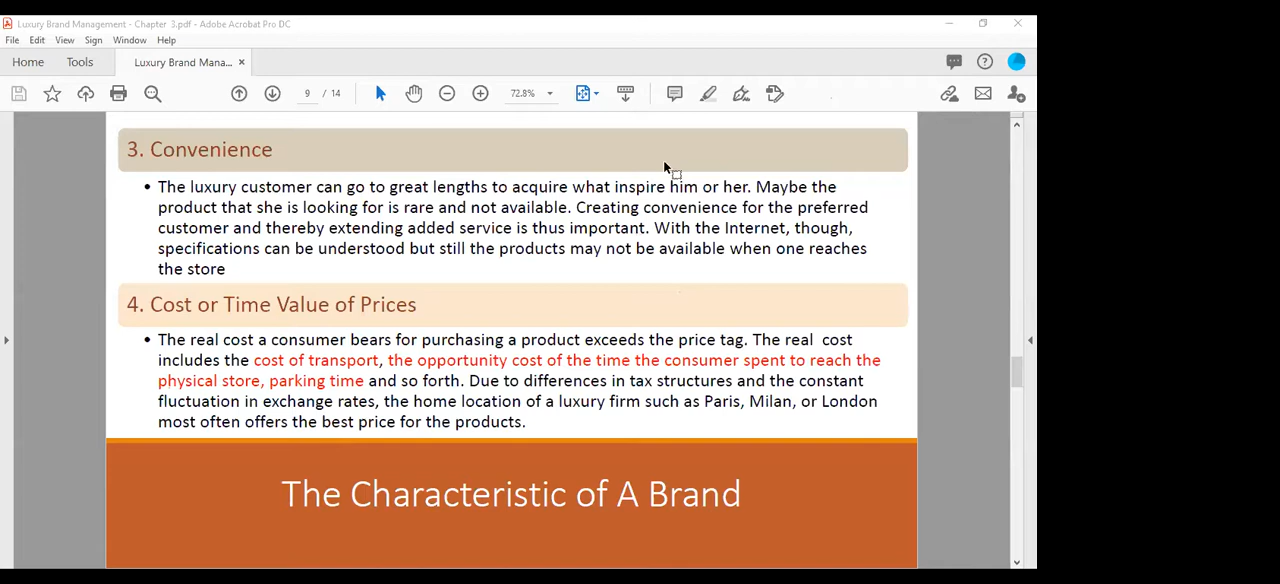 Luxury Brand Management - Chapter 3.pdf - Adobe Acrobat Pro DC
File Edit View Sign Window Help
Home Tools Luxury Brand Mana... ×
9 / 14 72.8%
3. Convenience
• The luxury customer can go to great lengths to acquire what inspire him or her. Maybe the
product that she is looking for is rare and not available. Creating convenience for the preferred
customer and thereby extending added service is thus important. With the Internet, though,
specifications can be understood but still the products may not be available when one reaches
the store
4. Cost or Time Value of Prices
• The real cost a consumer bears for purchasing a product exceeds the price tag. The real cost
includes the cost of transport, the opportunity cost of the time the consumer spent to reach the
physical store, parking time and so forth. Due to differences in tax structures and the constant
fluctuation in exchange rates, the home location of a luxury firm such as Paris, Milan, or London
most often offers the best price for the products.
The Characteristic of A Brand